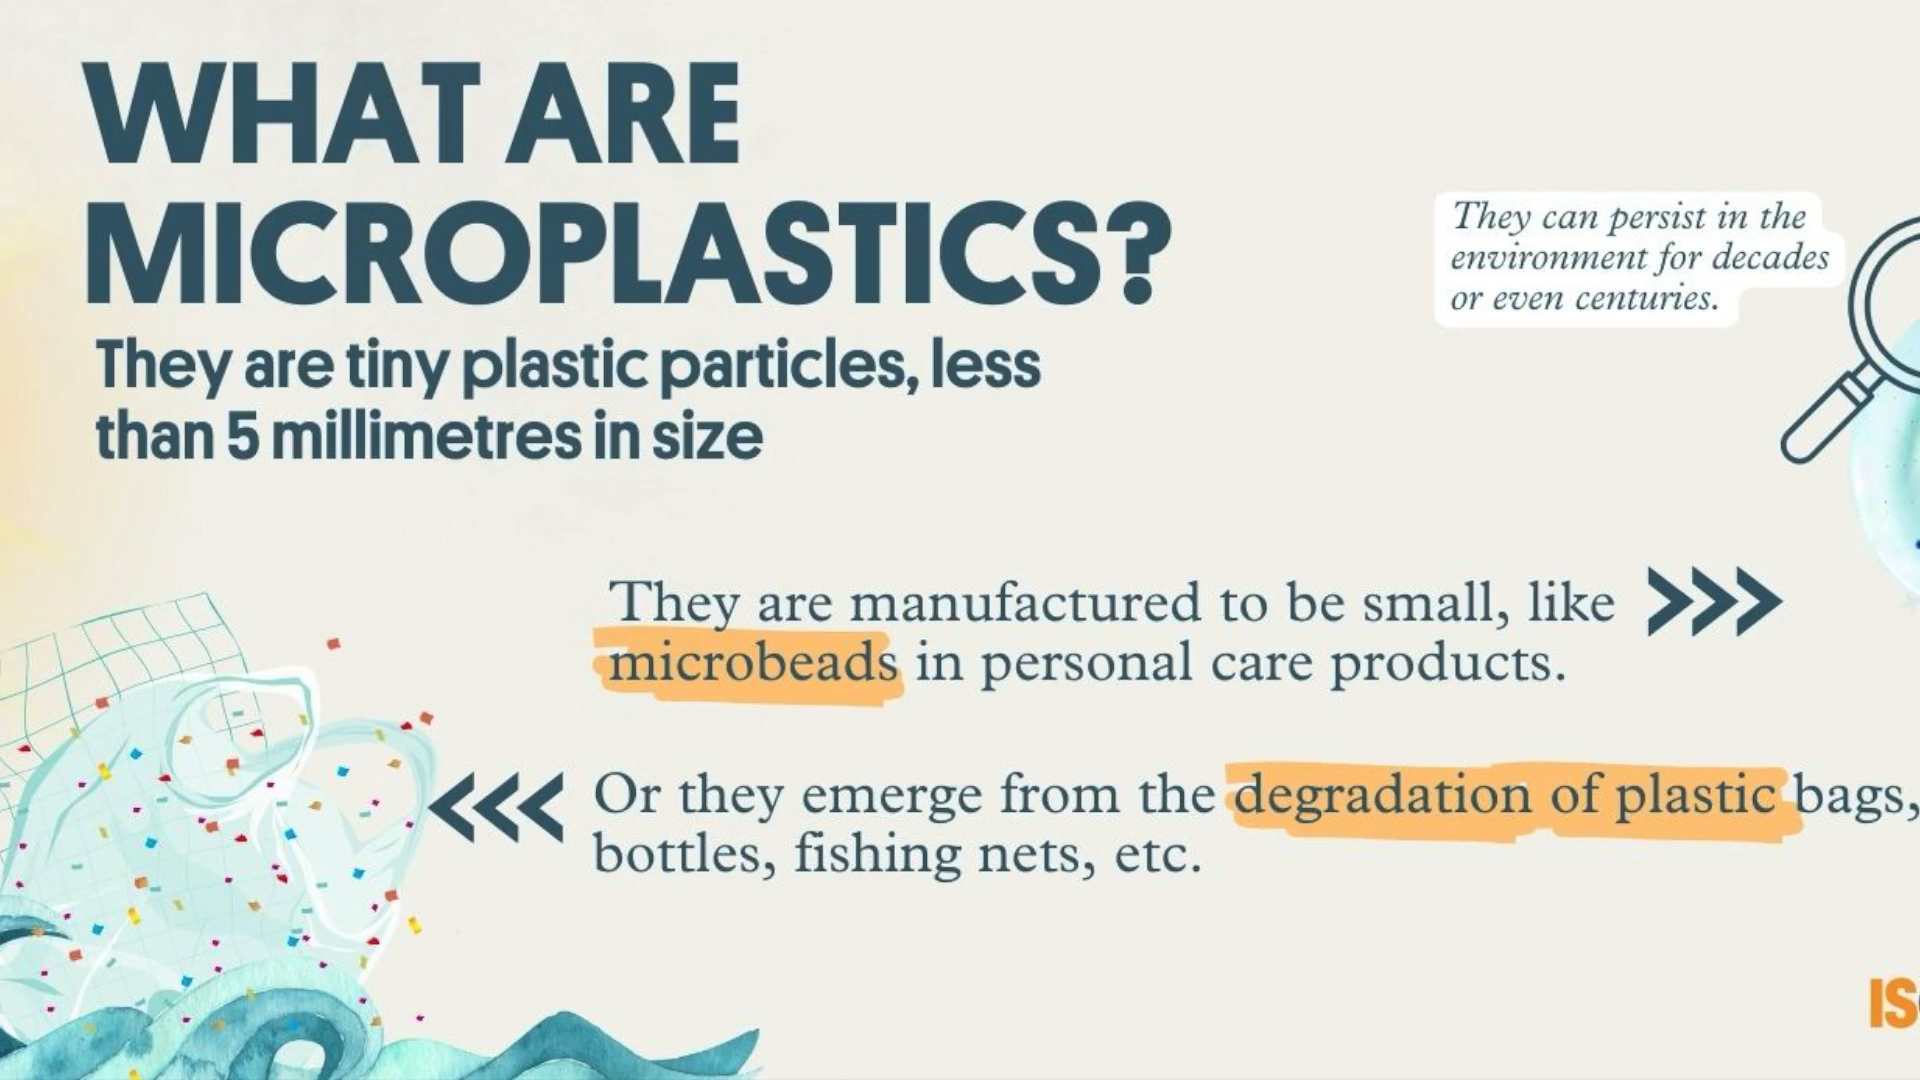 WHAT ARE
MICROPLASTICS?
They are tiny plastic particles, less
than 5 millimetres in size
They can persist in the
environment for decades
or even centuries.
They are manufactured to be small, like
microbeads in personal care products.
Or they emerge from the degradation of plastic bags,
bottles, fishing nets, etc.